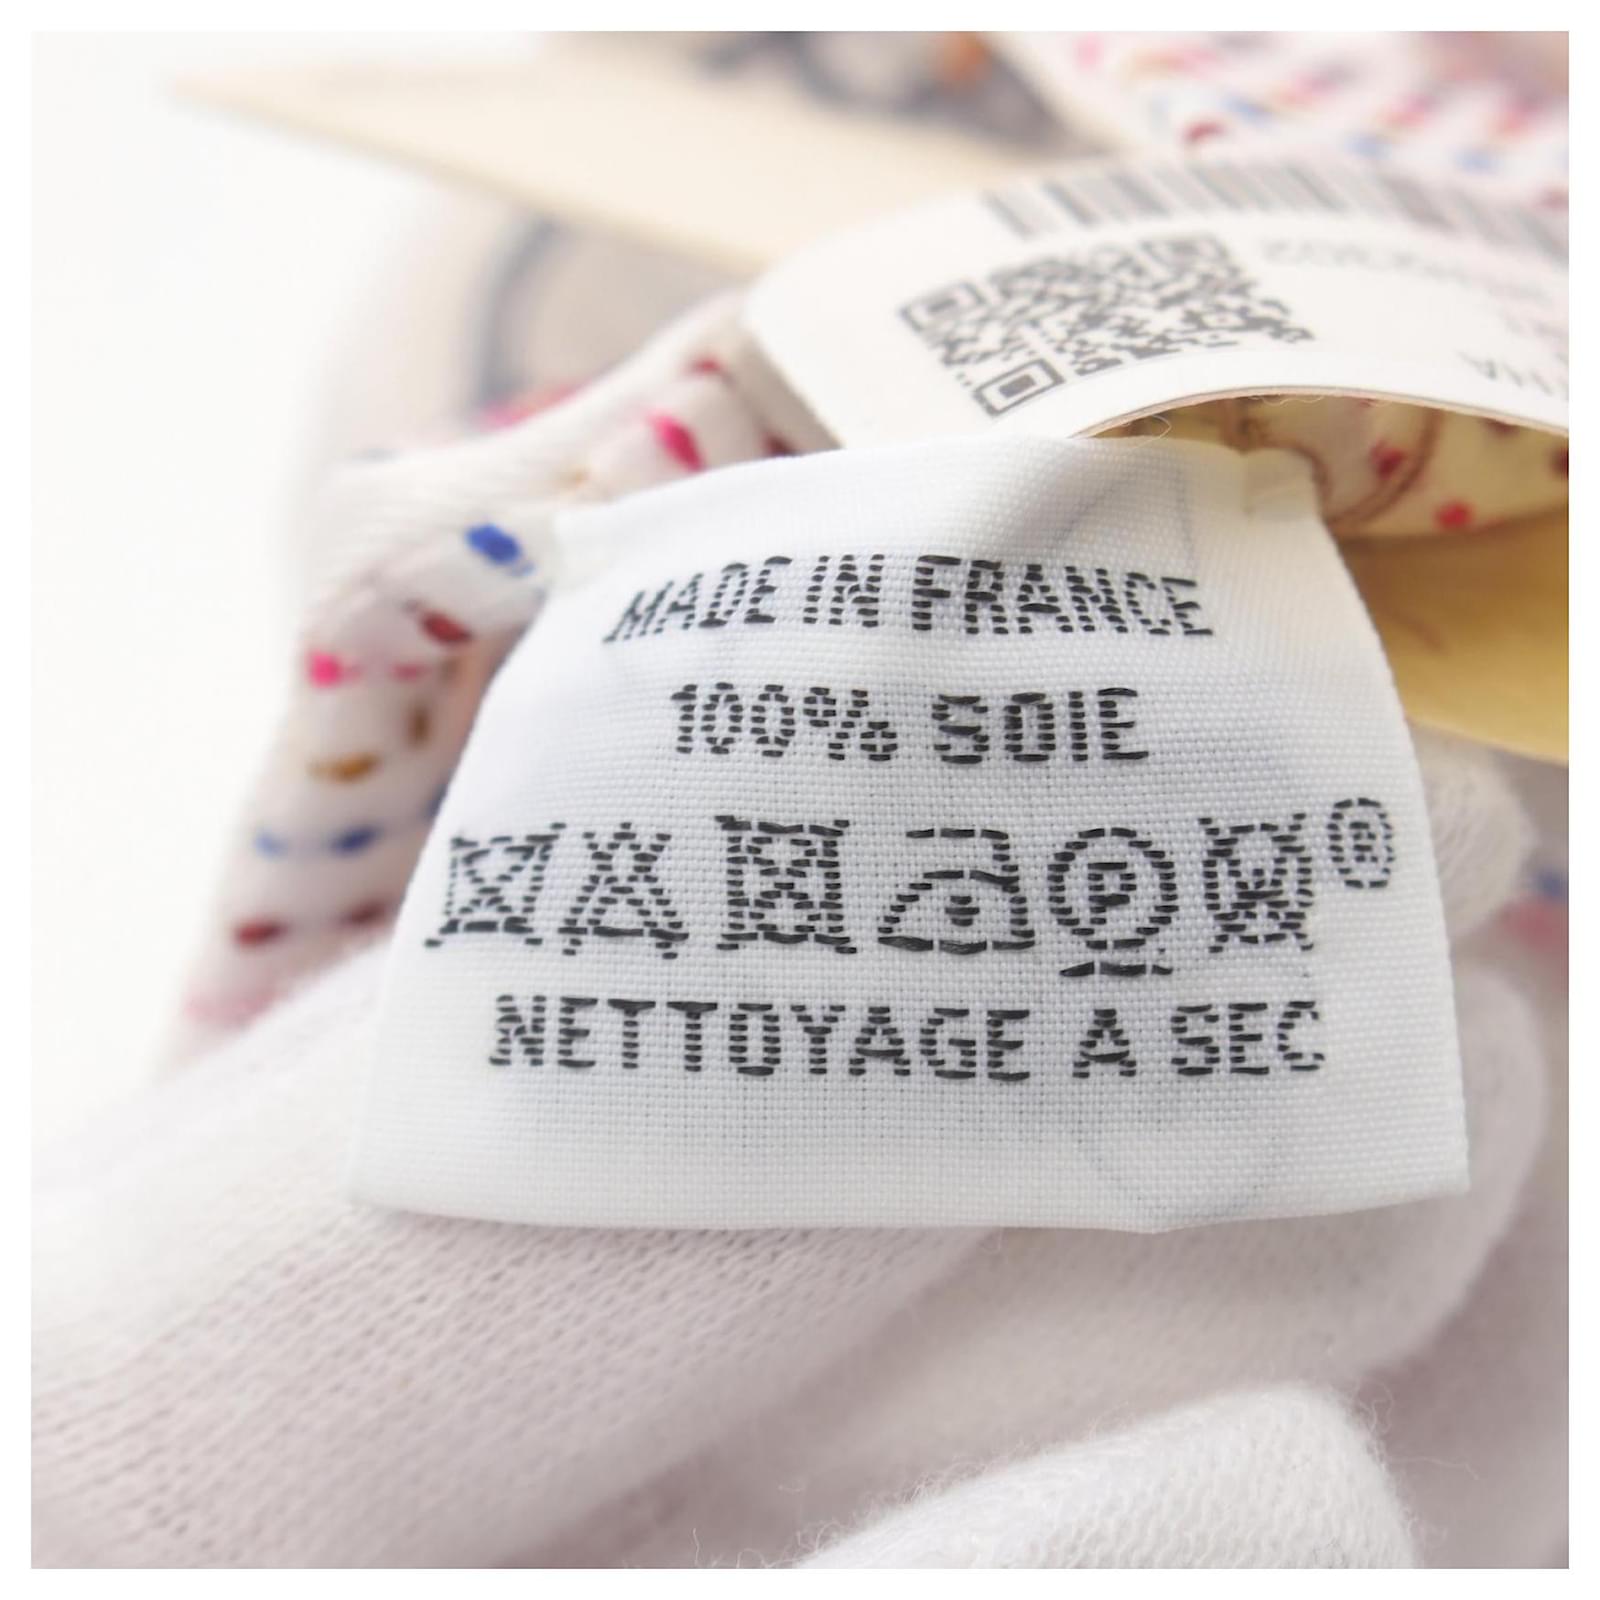 MADE IN FRANCE
100% SOIE
P ®
NETTOYAGE A SEC